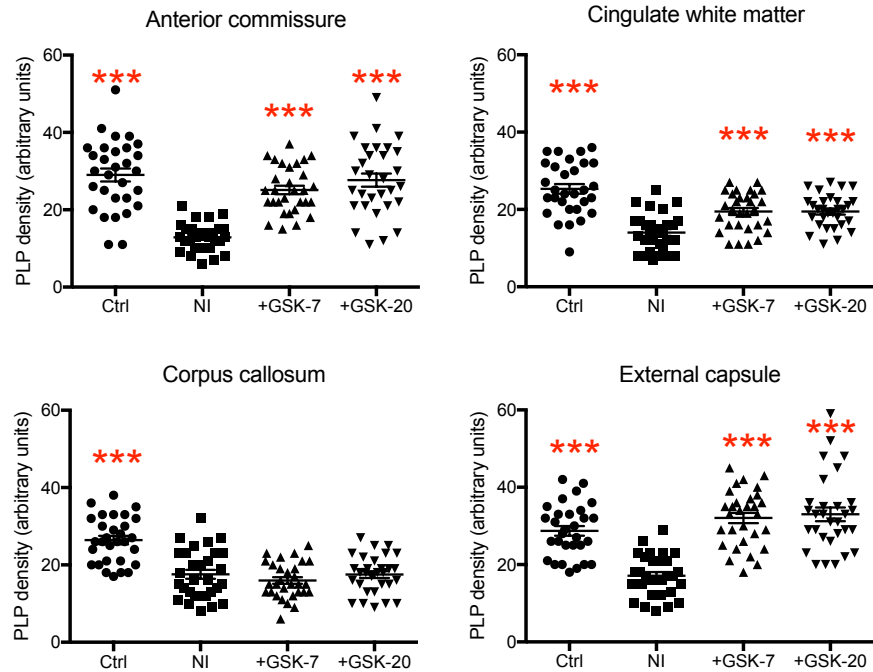 Anterior commissure
PLP density (arbitrary units)
60
40
20
0
***
***
***
Ctrl
NI
+GSK-7
+GSK-20
Cingulate white matter
PLP density (arbitrary units)
60
40
20
0
***
***
***
Ctrl
NI
+GSK-7
+GSK-20
Corpus callosum
PLP density (arbitrary units)
60
40
20
0
***
Ctrl
NI
+GSK-7
+GSK-20
External capsule
PLP density (arbitrary units)
60
40
20
0
***
***
***
Ctrl
NI
+GSK-7
+GSK-20